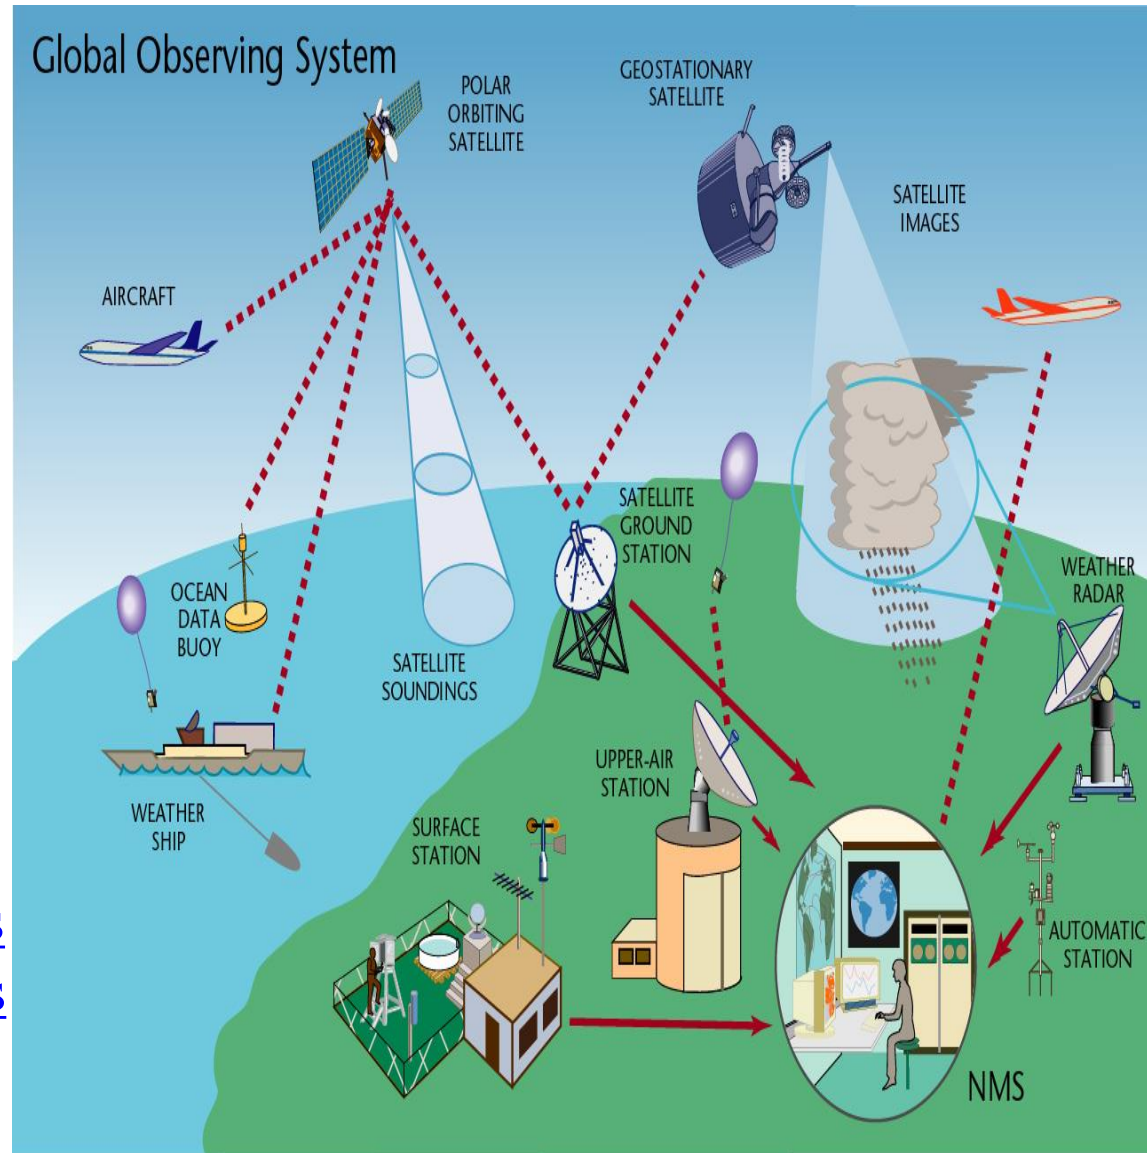 Global Observing System
POLAR
ORBITING
SATELLITE
GEOSTATIONARY
SATELLITE
SATELLITE
IMAGES
AIRCRAFT
SATELLITE
GROUND
STATION
WEATHER
RADAR
OCEAN
DATA
BUOY
SATELLITE
SOUNDINGS
UPPER-AIR
STATION
WEATHER
SHIP
SURFACE
STATION
AUTOMATIC
STATION
NMS